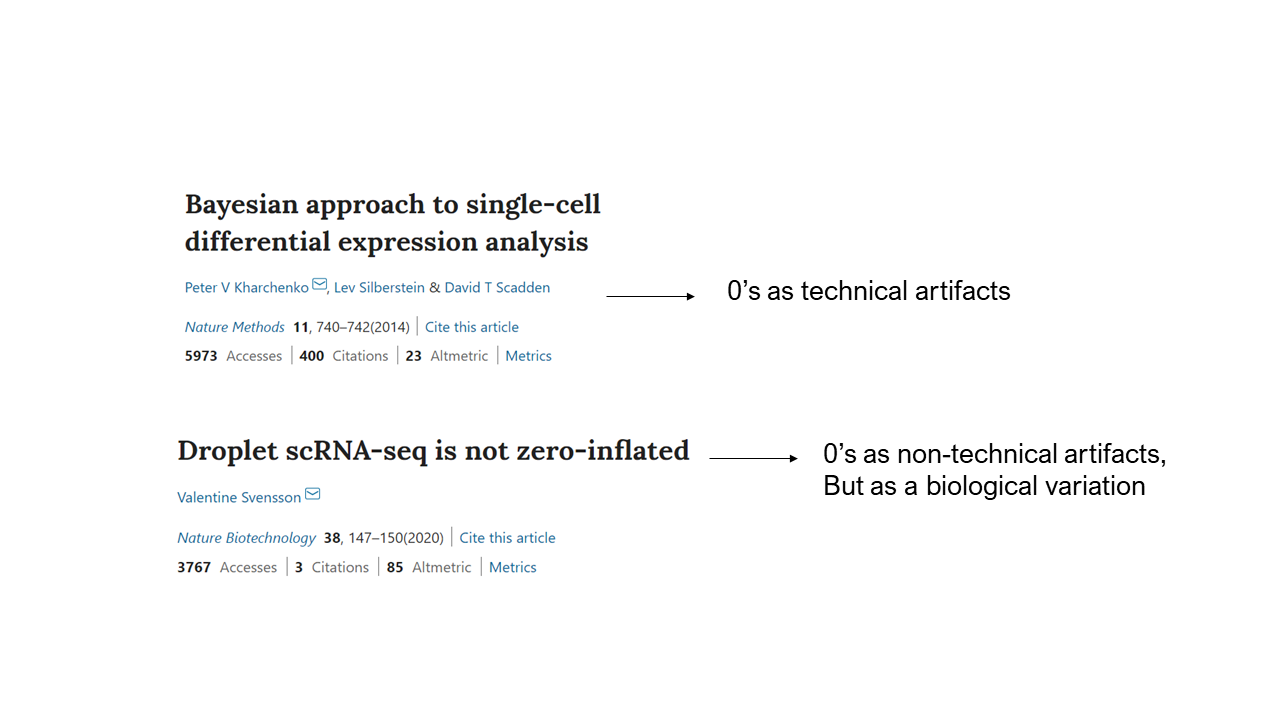 Bayesian approach to single-cell
differential expression analysis
Peter V Kharchenko, Lev Silberstein & David T Scadden
0’s as technical artifacts
Nature Methods 11, 740–742(2014) | Cite this article
5973 Accesses | 400 Citations | 23 Altmetric | Metrics
Droplet scRNA-seq is not zero-inflated
0’s as non-technical artifacts,
But as a biological variation
Valentine Svensson
Nature Biotechnology 38, 147–150(2020) | Cite this article
3767 Accesses | 3 Citations | 85 Altmetric | Metrics